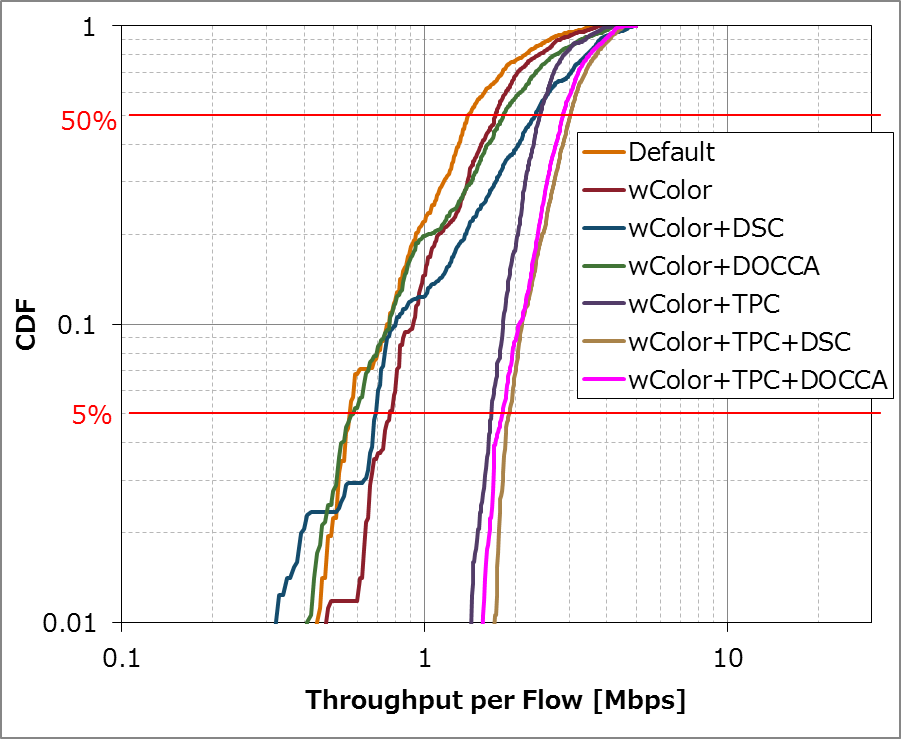 1
50%
Default
wColor
wColor+DSC
wColor+DOCCA
wColor+TPC
wColor+TPC+DSC
wColor+TPC+DOCCA
CDF
0.1
5%
0.01
0.1 1 10
Throughput per Flow [Mbps]